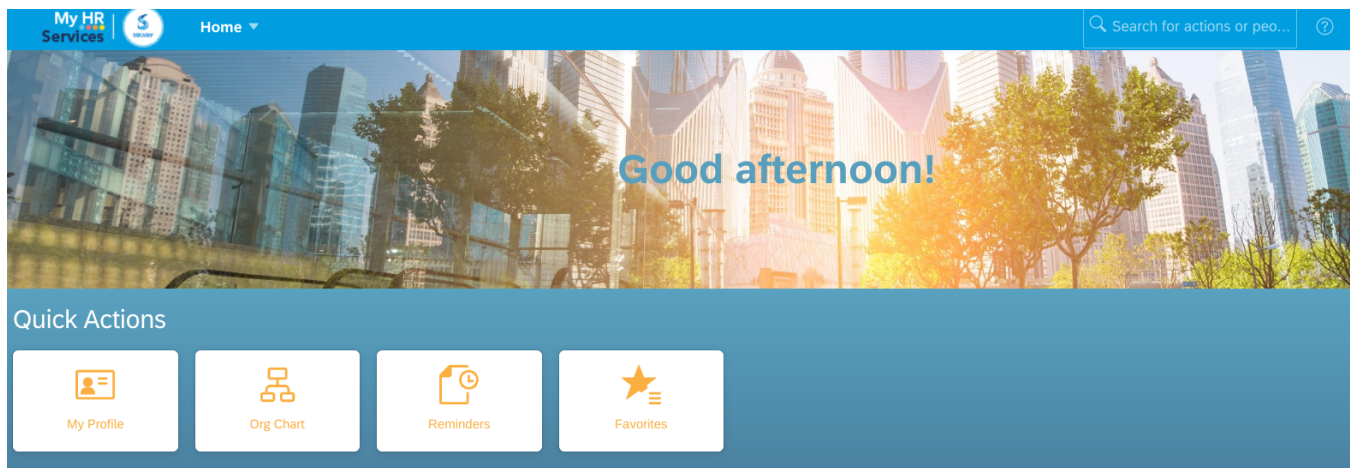 My HR
Services
Home
Search for actions or peo...
Good afternoon!
Quick Actions
My Profile
Org Chart
Reminders
Favorites